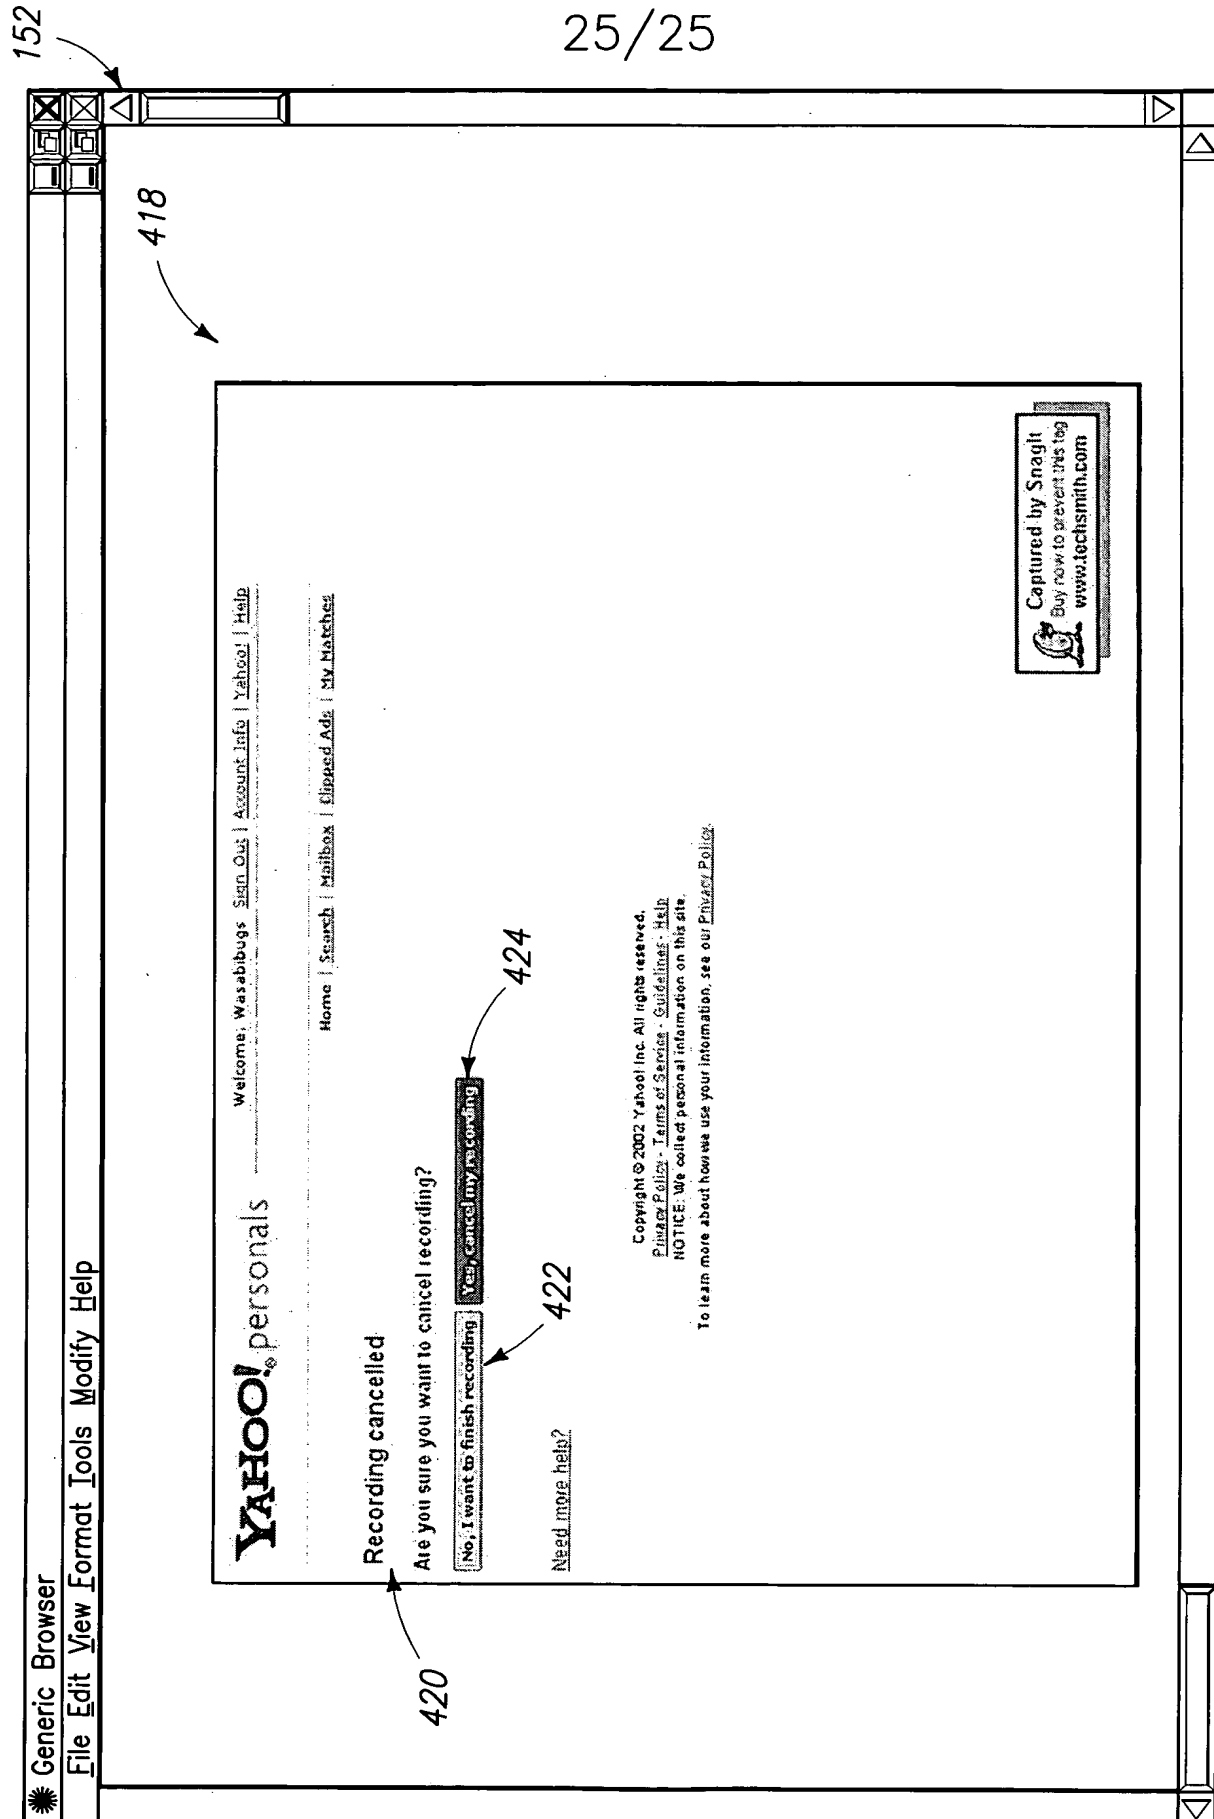 25/25
152
Generic Browser
File Edit View Format Tools Modify Help
418
YAHOO!® personals
Welcome, Wasabibugs Sign Out | Account Info | Yahoo! | Help
Home | Search | Mailbox | Clipped Ads | My Matches
Recording cancelled
420
Are you sure you want to cancel recording?
No, I want to finish recording
Yes, Cancel my recording
422
424
Need more help?
Copyright © 2002 Yahoo! Inc. All rights reserved.
Privacy Policy - Terms of Service - Guidelines - Help
NOTICE: We collect personal information on this site.
To learn more about how we use your information, see our Privacy Policy.
Captured by SnagIt
Buy now to prevent this tag
www.techsmith.com